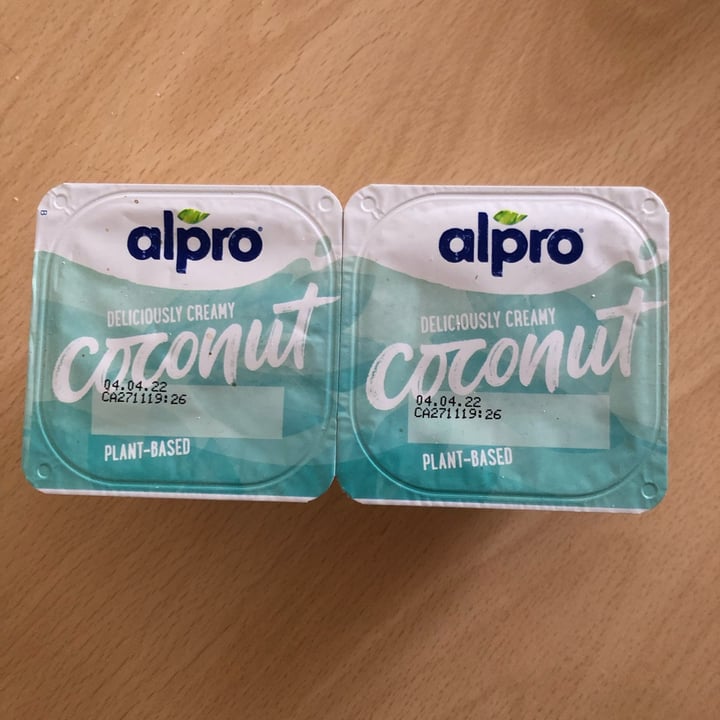 alpro
DELICIOUSLY CREAMY
coconut
04.04.22
CA271119:26
PLANT-BASED
alpro
DELICIOUSLY CREAMY
coconut
04.04.22
CA271119:26
PLANT-BASED